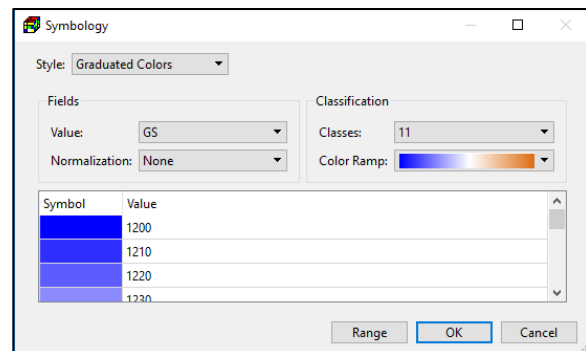 Symbology
Style: Graduated Colors
Fields
Value: GS
Normalization: None
Classification
Classes: 11
Color Ramp:
Symbol Value
1200
1210
1220
1230
Range OK Cancel